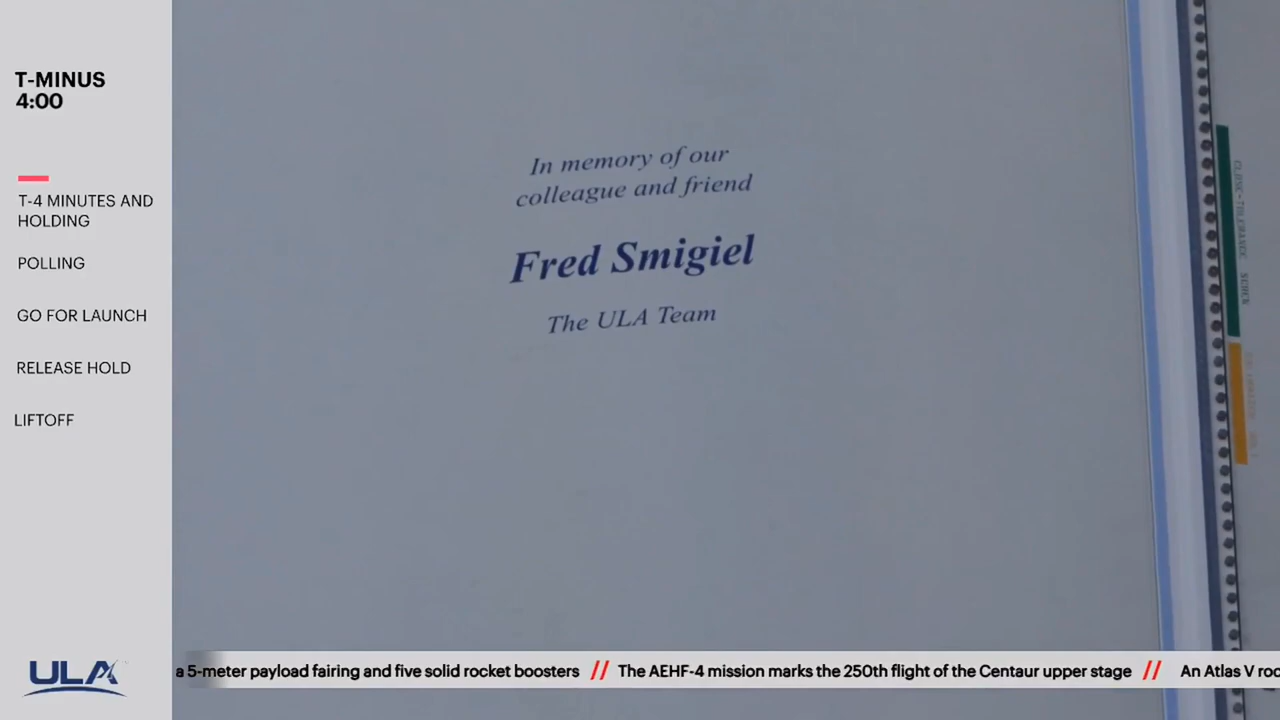 T-MINUS
4:00
T-4 MINUTES AND
HOLDING
POLLING
GO FOR LAUNCH
RELEASE HOLD
LIFTOFF
ULA
In memory of our
colleague and friend
Fred Smigiel
The ULA Team
a 5-meter payload fairing and five solid rocket boosters // The AEHF-4 mission marks the 250th flight of the Centaur upper stage // An Atlas V roc